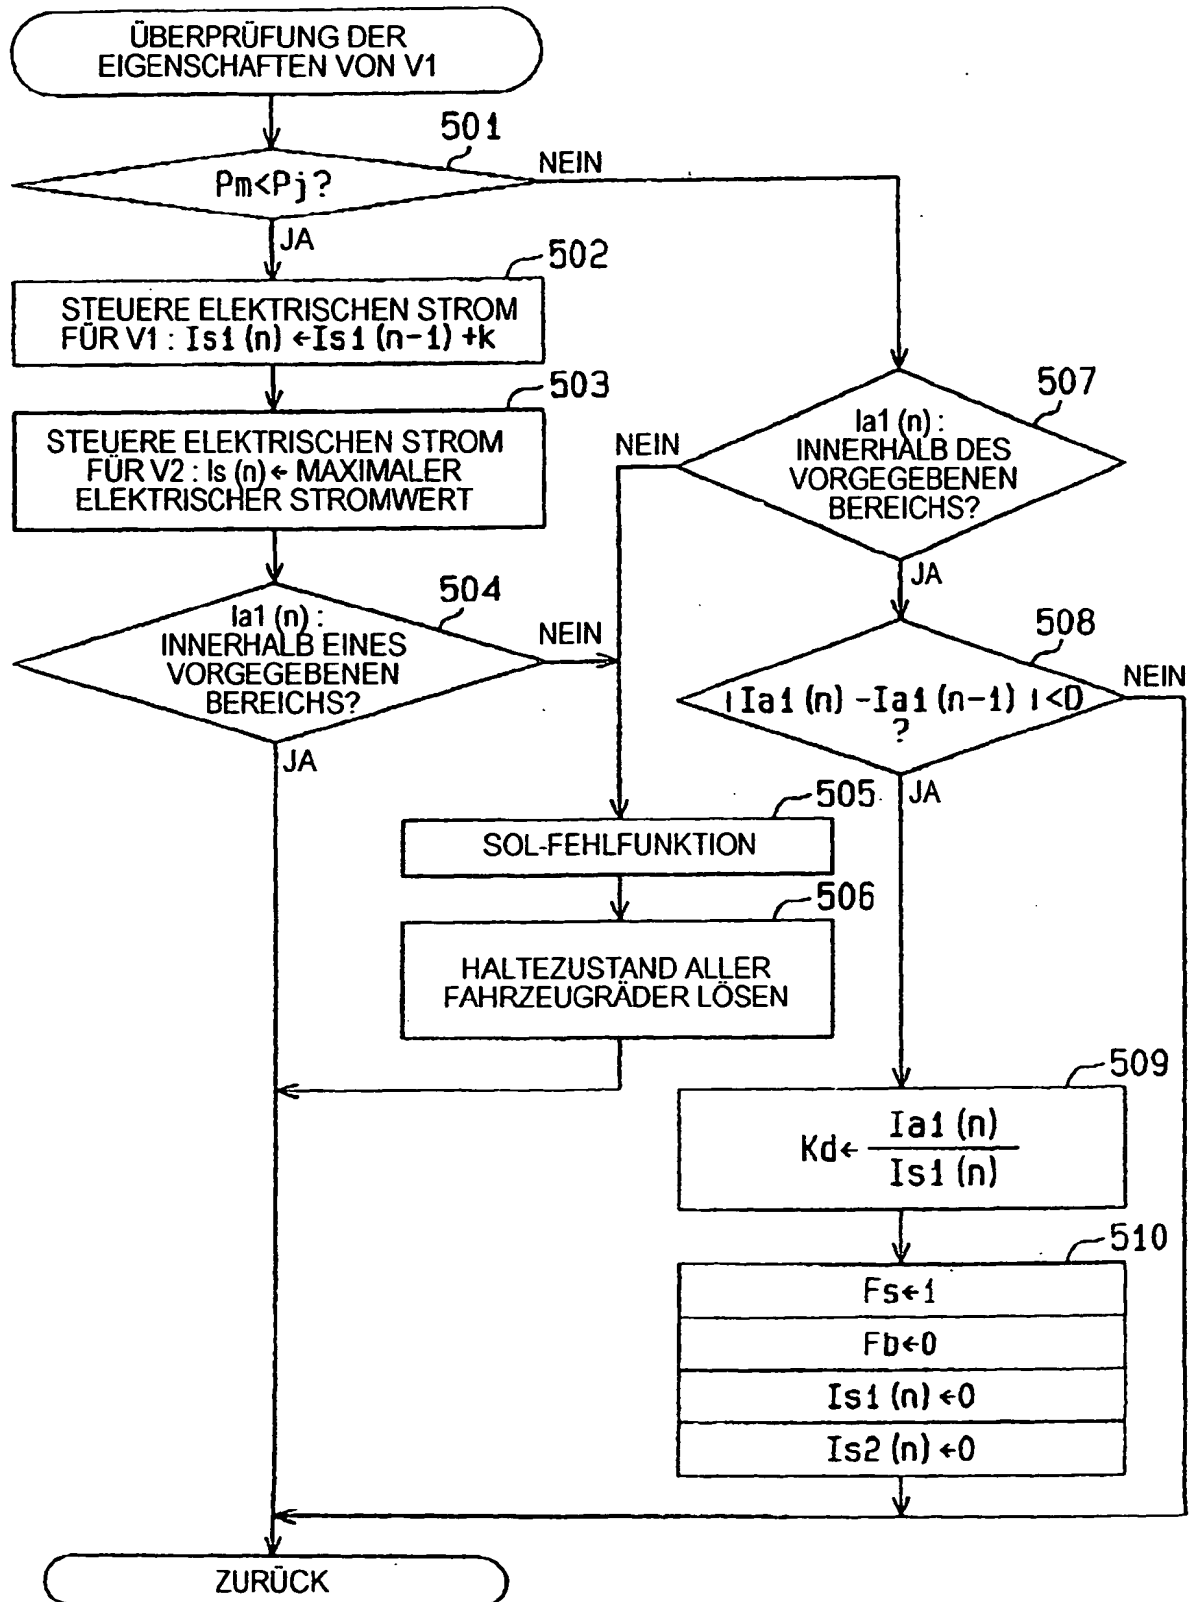 ÜBERPRÜFUNG DER
EIGENSCHAFTEN VON V1
501
Pm<Pj?
NEIN
JA
502
STEUERE ELEKTRISCHEN STROM
FÜR V1 : Is1 (n) ←Is1 (n-1) +k
503
STEUERE ELEKTRISCHEN STROM
FÜR V2 : Is (n) ← MAXIMALER
ELEKTRISCHER STROMWERT
504
Ia1 (n) :
INNERHALB EINES
VORGEGEBENEN
BEREICHS?
NEIN
JA
507
Ia1 (n) :
INNERHALB DES
VORGEGEBENEN
BEREICHS?
NEIN
JA
508
| Ia1 (n) -Ia1 (n-1) | <D
?
NEIN
JA
505
SOL-FEHLFUNKTION
506
HALTEZUSTAND ALLER
FAHRZEUGRÄDER LÖSEN
509
Kd← Ia1 (n)
Is1 (n)
510
Fs←1
Fb←0
Is1 (n) ←0
Is2 (n) ←0
ZURÜCK